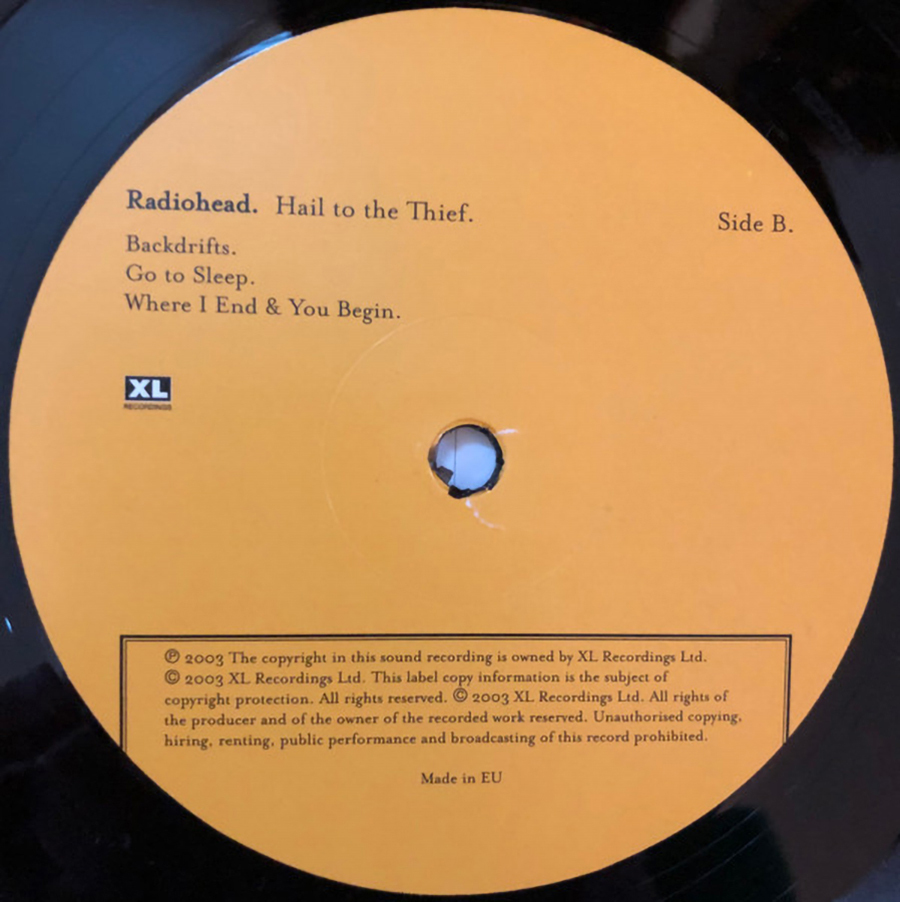 Radiohead. Hail to the Thief.
Side B.
Backdrifts.
Go to Sleep.
Where I End & You Begin.
XL
RECORDINGS
℗ 2003 The copyright in this sound recording is owned by XL Recordings Ltd.
© 2003 XL Recordings Ltd. This label copy information is the subject of
copyright protection. All rights reserved. © 2003 XL Recordings Ltd. All rights of
the producer and of the owner of the recorded work reserved. Unauthorised copying,
hiring, renting, public performance and broadcasting of this record prohibited.
Made in EU